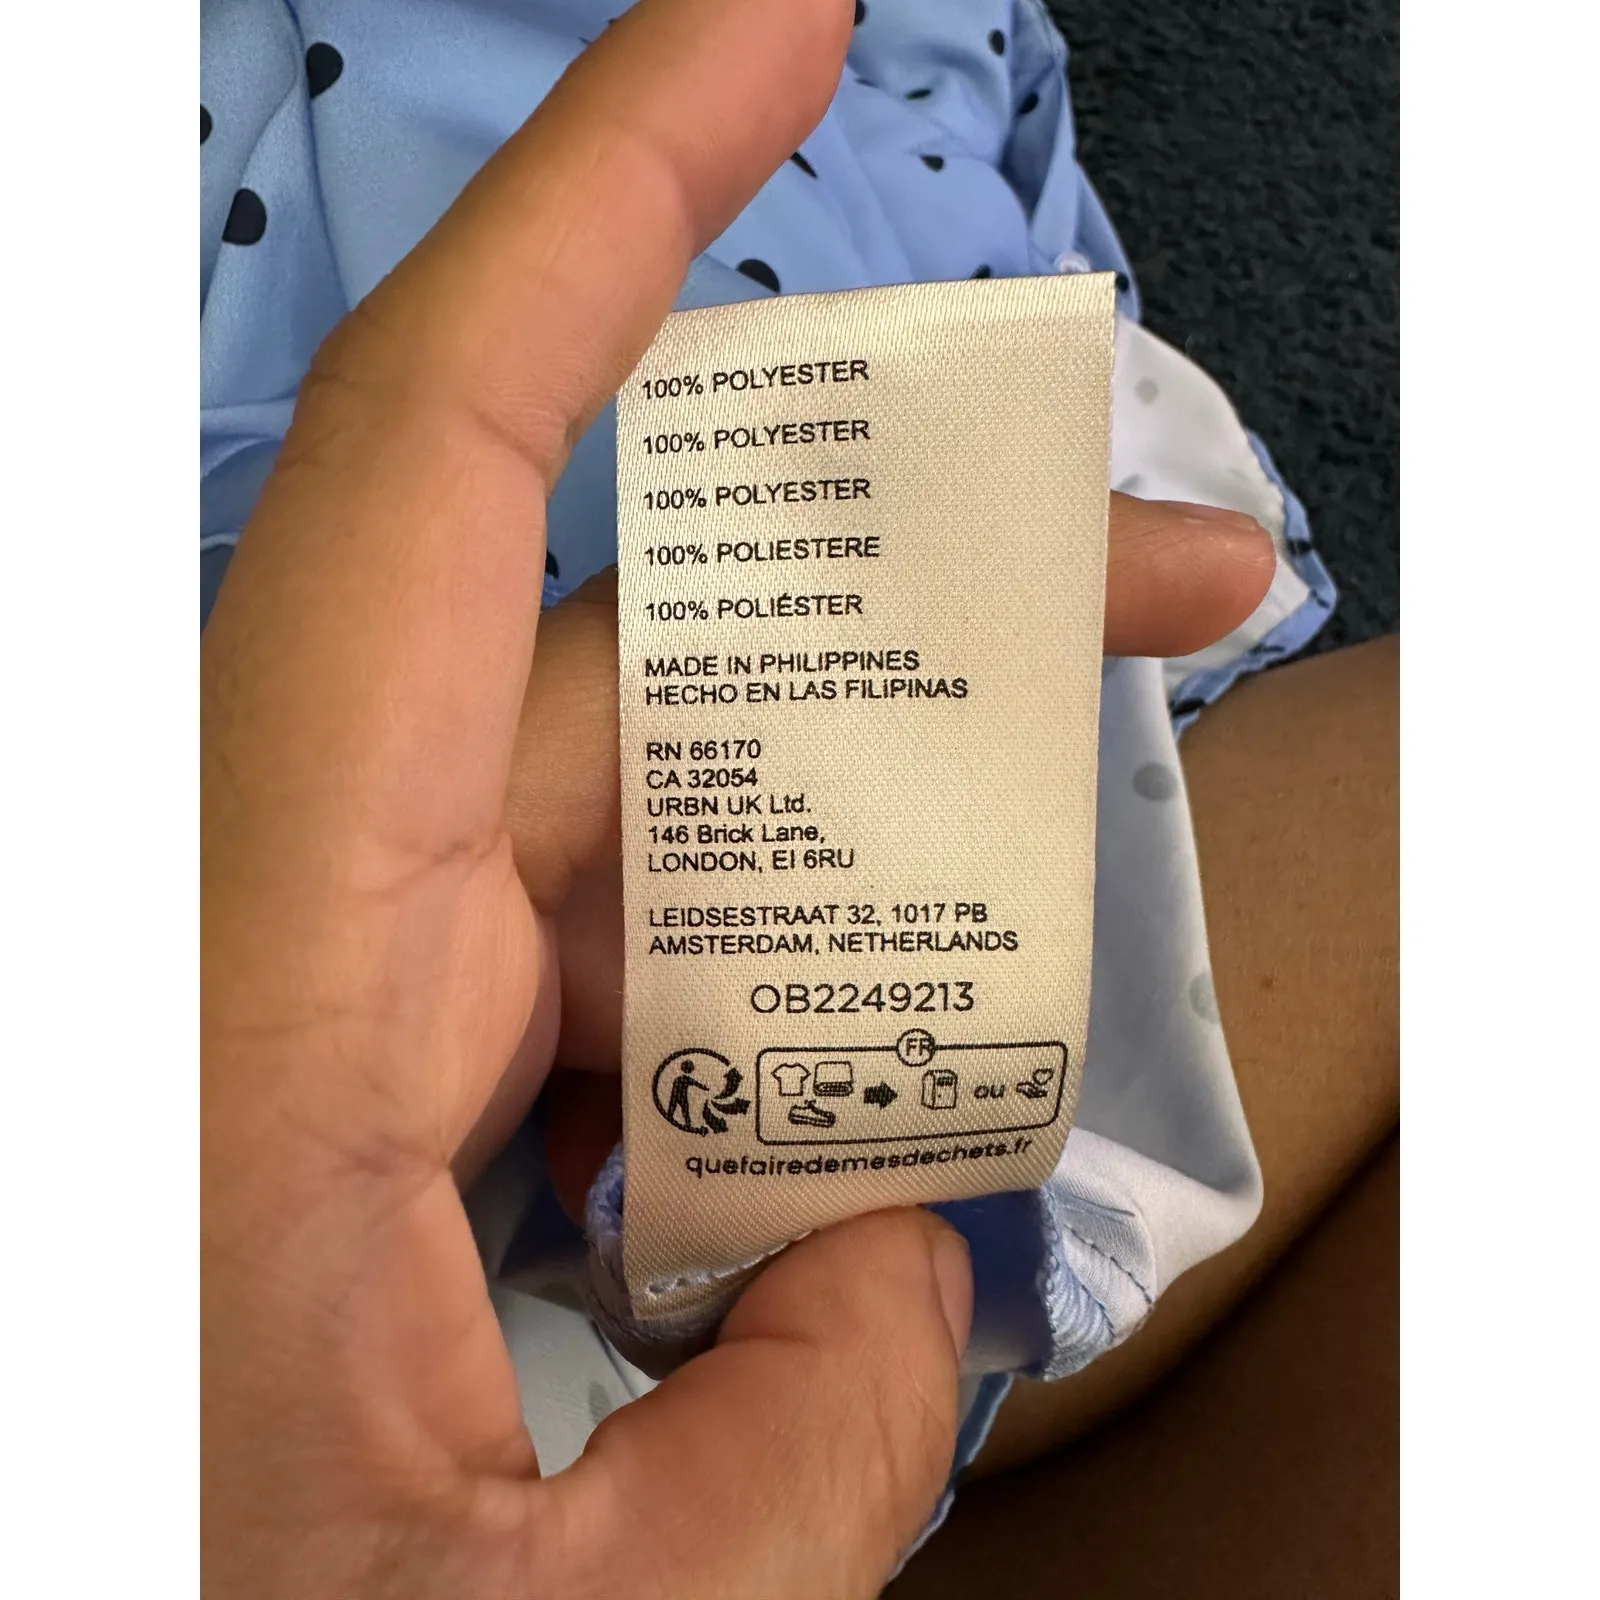 100% POLYESTER
100% POLYESTER
100% POLYESTER
100% POLIESTERE
100% POLIÉSTER
MADE IN PHILIPPINES
HECHO EN LAS FILIPINAS
RN 66170
CA 32054
URBN UK Ltd.
146 Brick Lane,
LONDON, EI 6RU
LEIDSESTRAAT 32, 1017 PB
AMSTERDAM, NETHERLANDS
OB2249213
FR
ou
quefairedemesdechets.fr